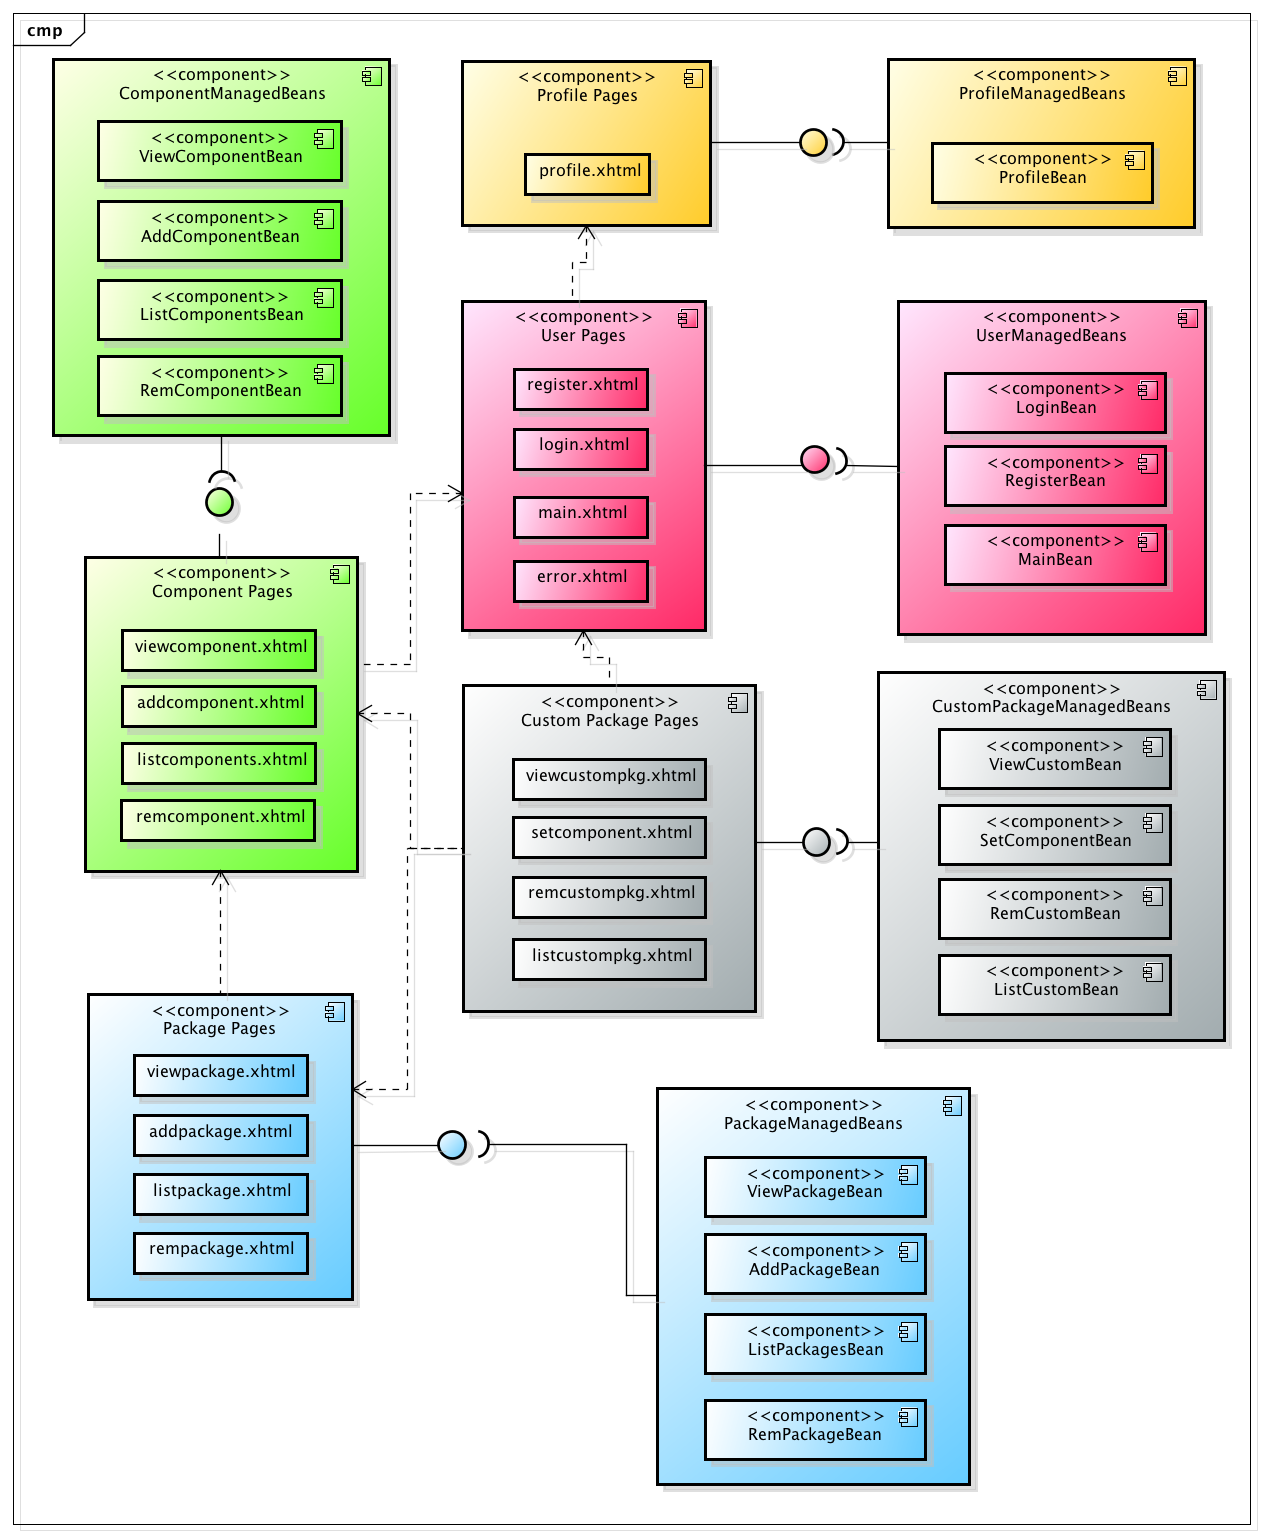 cmp
<<component>>
ComponentManagedBeans
<<component>>
ViewComponentBean
<<component>>
AddComponentBean
<<component>>
ListComponentsBean
<<component>>
RemComponentBean
<<component>>
Profile Pages
profile.xhtml
<<component>>
ProfileManagedBeans
<<component>>
ProfileBean
<<component>>
User Pages
register.xhtml
login.xhtml
main.xhtml
error.xhtml
<<component>>
UserManagedBeans
<<component>>
LoginBean
<<component>>
RegisterBean
<<component>>
MainBean
<<component>>
Component Pages
viewcomponent.xhtml
addcomponent.xhtml
listcomponents.xhtml
remcomponent.xhtml
<<component>>
Custom Package Pages
viewcustompkg.xhtml
setcomponent.xhtml
remcustompkg.xhtml
listcustompkg.xhtml
<<component>>
CustomPackageManagedBeans
<<component>>
ViewCustomBean
<<component>>
SetComponentBean
<<component>>
RemCustomBean
<<component>>
ListCustomBean
<<component>>
Package Pages
viewpackage.xhtml
addpackage.xhtml
listpackage.xhtml
rempackage.xhtml
<<component>>
PackageManagedBeans
<<component>>
ViewPackageBean
<<component>>
AddPackageBean
<<component>>
ListPackagesBean
<<component>>
RemPackageBean